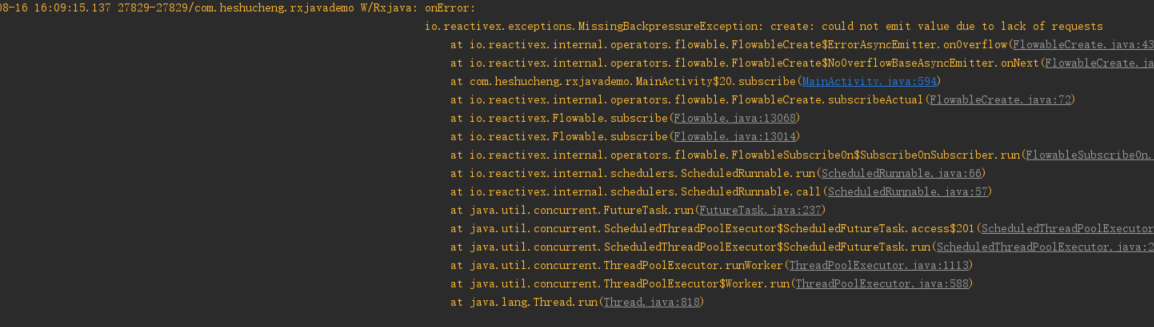 08-16 16:09:15.137 27829-27829/com.heshucheng.rxjavademo W/Rxjava: onError:
io.reactivex.exceptions.MissingBackpressureException: create: could not emit value due to lack of requests
at io.reactivex.internal.operators.flowable.FlowableCreate$ErrorAsyncEmitter.onOverflow(FlowableCreate.java:43
at io.reactivex.internal.operators.flowable.FlowableCreate$NoOverflowBaseAsyncEmitter.onNext(FlowableCreate.ja
at com.heshucheng.rxjavademo.MainActivity$20.subscribe(MainActivity.java:594)
at io.reactivex.internal.operators.flowable.FlowableCreate.subscribeActual(FlowableCreate.java:72)
at io.reactivex.Flowable.subscribe(Flowable.java:13068)
at io.reactivex.Flowable.subscribe(Flowable.java:13014)
at io.reactivex.internal.operators.flowable.FlowableSubscribeOn$SubscribeOnSubscriber.run(FlowableSubscribeOn.
at io.reactivex.internal.schedulers.ScheduledRunnable.run(ScheduledRunnable.java:66)
at io.reactivex.internal.schedulers.ScheduledRunnable.call(ScheduledRunnable.java:57)
at java.util.concurrent.FutureTask.run(FutureTask.java:237)
at java.util.concurrent.ScheduledThreadPoolExecutor$ScheduledFutureTask.access$201(ScheduledThreadPoolExecutor
at java.util.concurrent.ScheduledThreadPoolExecutor$ScheduledFutureTask.run(ScheduledThreadPoolExecutor.java:2
at java.util.concurrent.ThreadPoolExecutor.runWorker(ThreadPoolExecutor.java:1113)
at java.util.concurrent.ThreadPoolExecutor$Worker.run(ThreadPoolExecutor.java:588)
at java.lang.Thread.run(Thread.java:818)